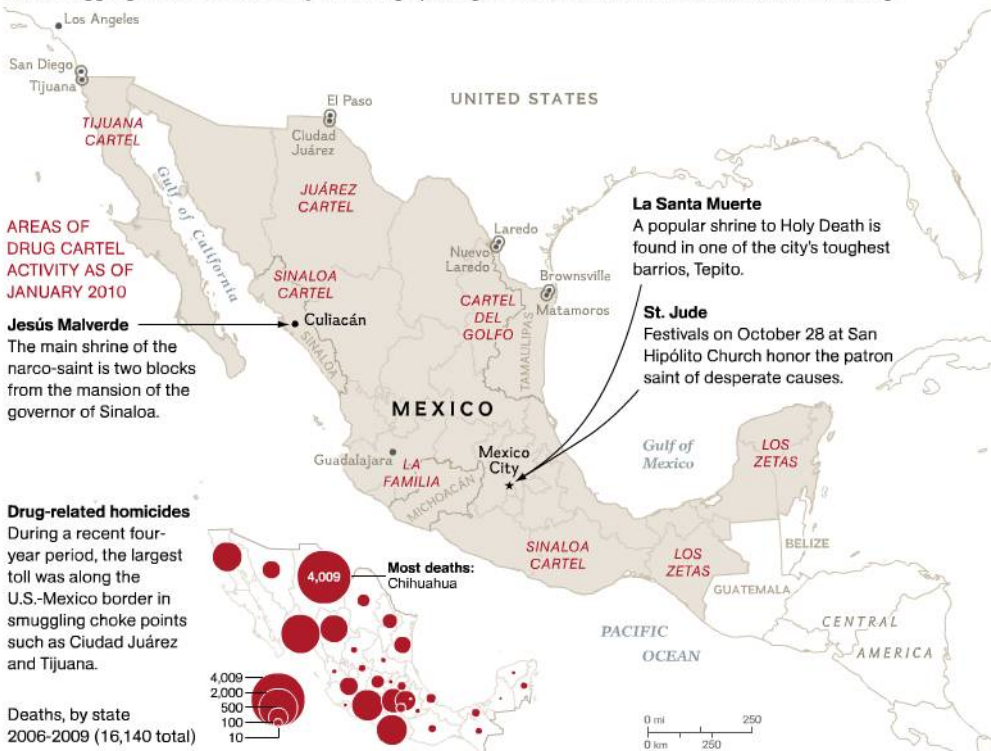 Los Angeles
San Diego
Tijuana
El Paso
Ciudad
Juárez
UNITED STATES
TIJUANA
CARTEL
Gulf of California
JUÁREZ
CARTEL
AREAS OF
DRUG CARTEL
ACTIVITY AS OF
JANUARY 2010
Laredo
Nuevo
Laredo
Brownsville
Matamoros
La Santa Muerte
A popular shrine to Holy Death is
found in one of the city's toughest
barrios, Tepito.
St. Jude
Festivals on October 28 at San
Hipólito Church honor the patron
saint of desperate causes.
SINALOA
CARTEL
CARTEL
DEL
GOLFO
TAMAULIPAS
Culiacán
SINALOA
Jesús Malverde
The main shrine of the
narco-saint is two blocks
from the mansion of the
governor of Sinaloa.
MEXICO
Guadalajara
LA
FAMILIA
MICHOACÁN
Mexico
City
Gulf of
Mexico
LOS
ZETAS
SINALOA
CARTEL
LOS
ZETAS
BELIZE
GUATEMALA
CENTRAL
AMERICA
PACIFIC
OCEAN
Drug-related homicides
During a recent four-
year period, the largest
toll was along the
U.S.-Mexico border in
smuggling choke points
such as Ciudad Juárez
and Tijuana.
4,009
Most deaths:
Chihuahua
4,009
2,000
500
100
10
Deaths, by state
2006-2009 (16,140 total)
0 mi 250
0 km 250